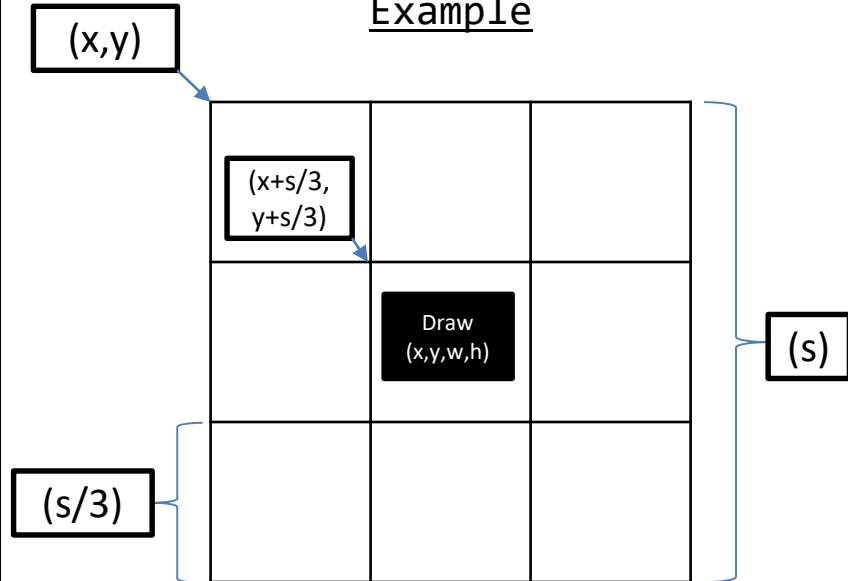 Example
(x,y)
(x+s/3,
y+s/3)
Draw
(x,y,w,h)
(s)
(s/3)